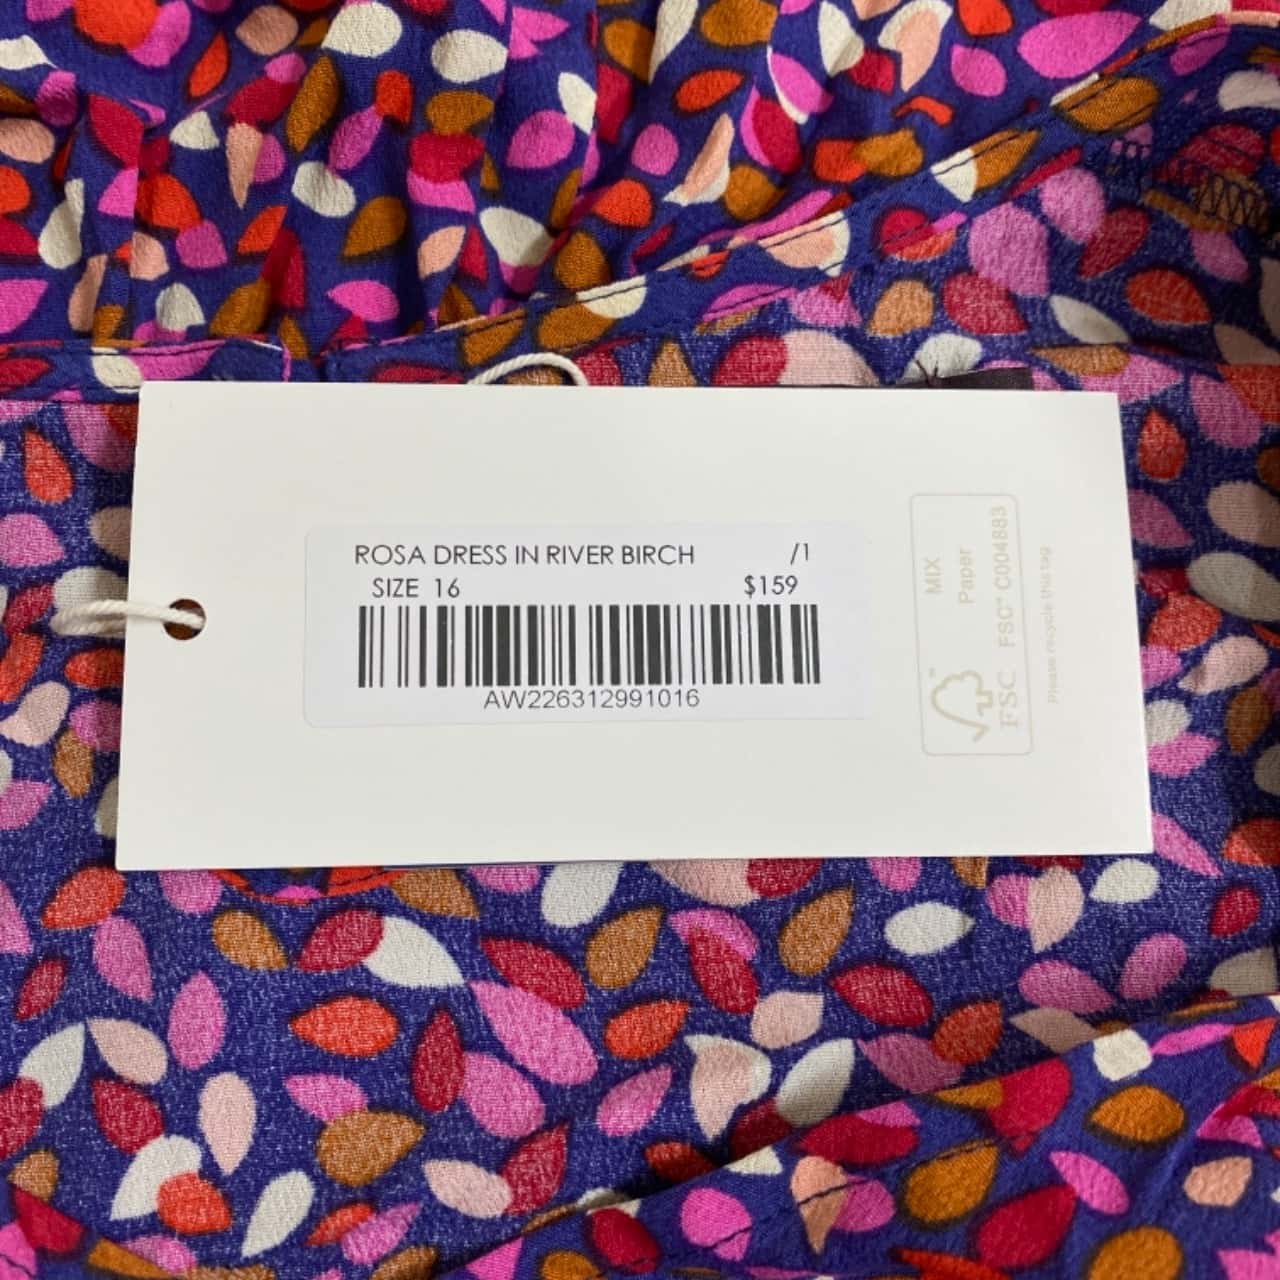 ROSA DRESS IN RIVER BIRCH /1
SIZE 16 $159
AW226312991016
MIX
Paper
FSC™ C004883
FSC
Please recycle this tag